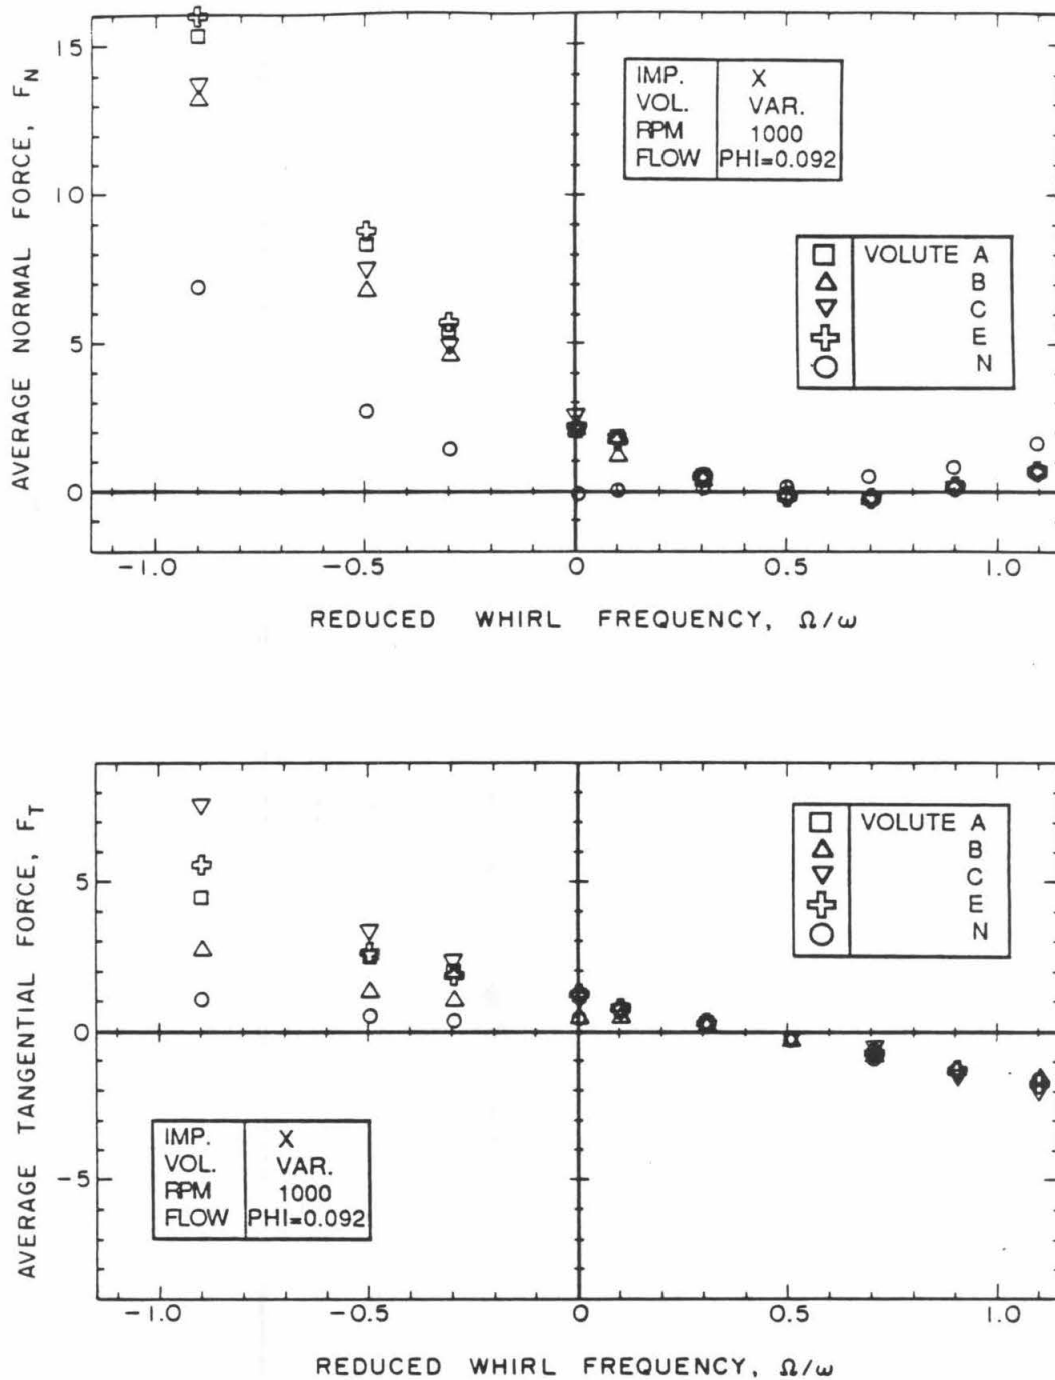 AVERAGE NORMAL FORCE, F_N
15
10
5
0
IMP. X
VOL. VAR.
RPM 1000
FLOW PHI=0.092
VOLUTE A
B
C
E
N
-1.0 -0.5 0 0.5 1.0
REDUCED WHIRL FREQUENCY, Ω/ω
AVERAGE TANGENTIAL FORCE, F_T
5
0
-5
VOLUTE A
B
C
E
N
IMP. X
VOL. VAR.
RPM 1000
FLOW PHI=0.092
-1.0 -0.5 0 0.5 1.0
REDUCED WHIRL FREQUENCY, Ω/ω